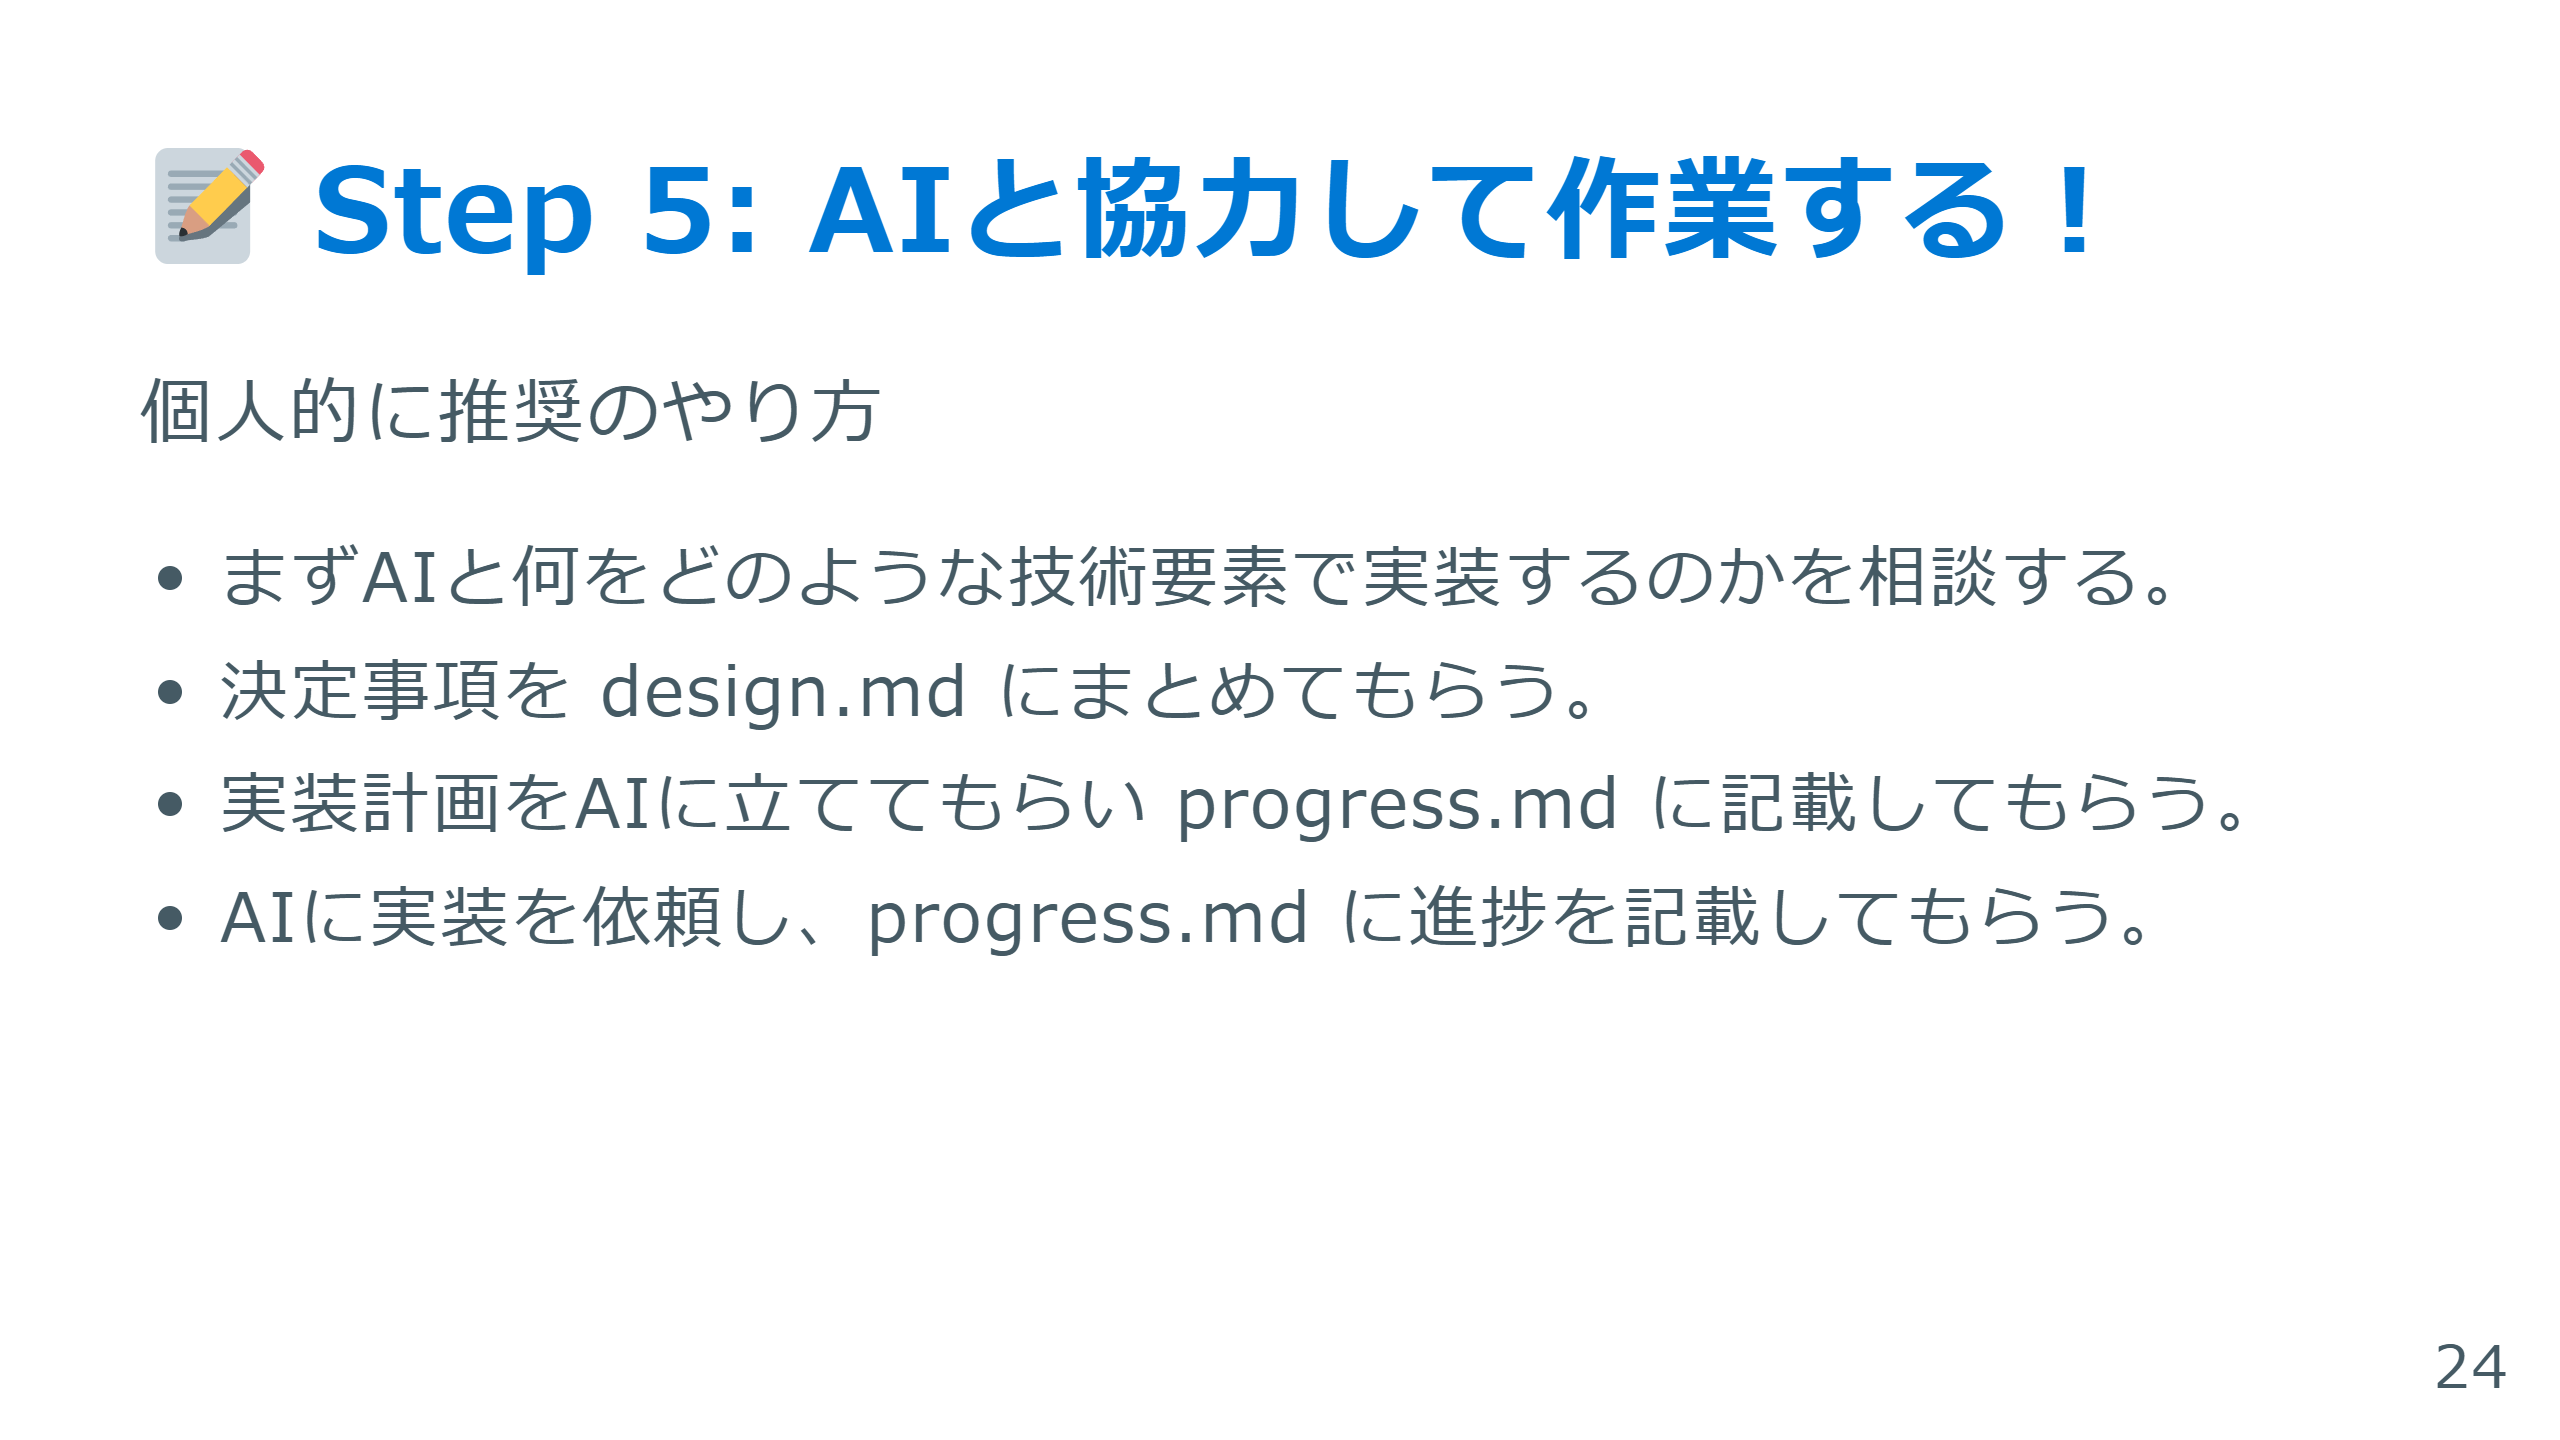 Step 5: AIと協力して作業する！
個人的に推奨のやり方
• まずAIと何をどのような技術要素で実装するのかを相談する。
• 決定事項を design.md にまとめてもらう。
• 実装計画をAIに立ててもらい progress.md に記載してもらう。
• AIに実装を依頼し、progress.md に進捗を記載してもらう。
24